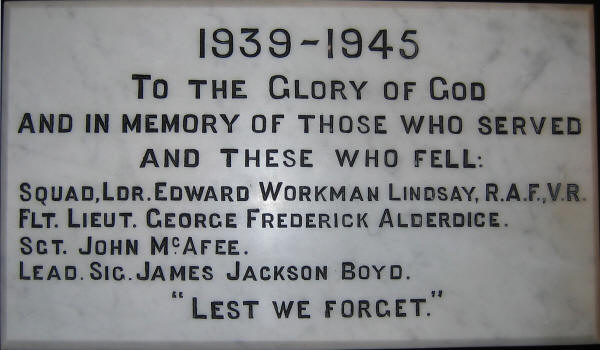 1939-1945
TO THE GLORY OF GOD
AND IN MEMORY OF THOSE WHO SERVED
AND THESE WHO FELL:
SQUAD, LDR. EDWARD WORKMAN LINDSAY, R.A.F., V.R.
FLT. LIEUT. GEORGE FREDERICK ALDERDICE.
SGT. JOHN McAFEE.
LEAD. SIG. JAMES JACKSON BOYD.
"LEST WE FORGET."